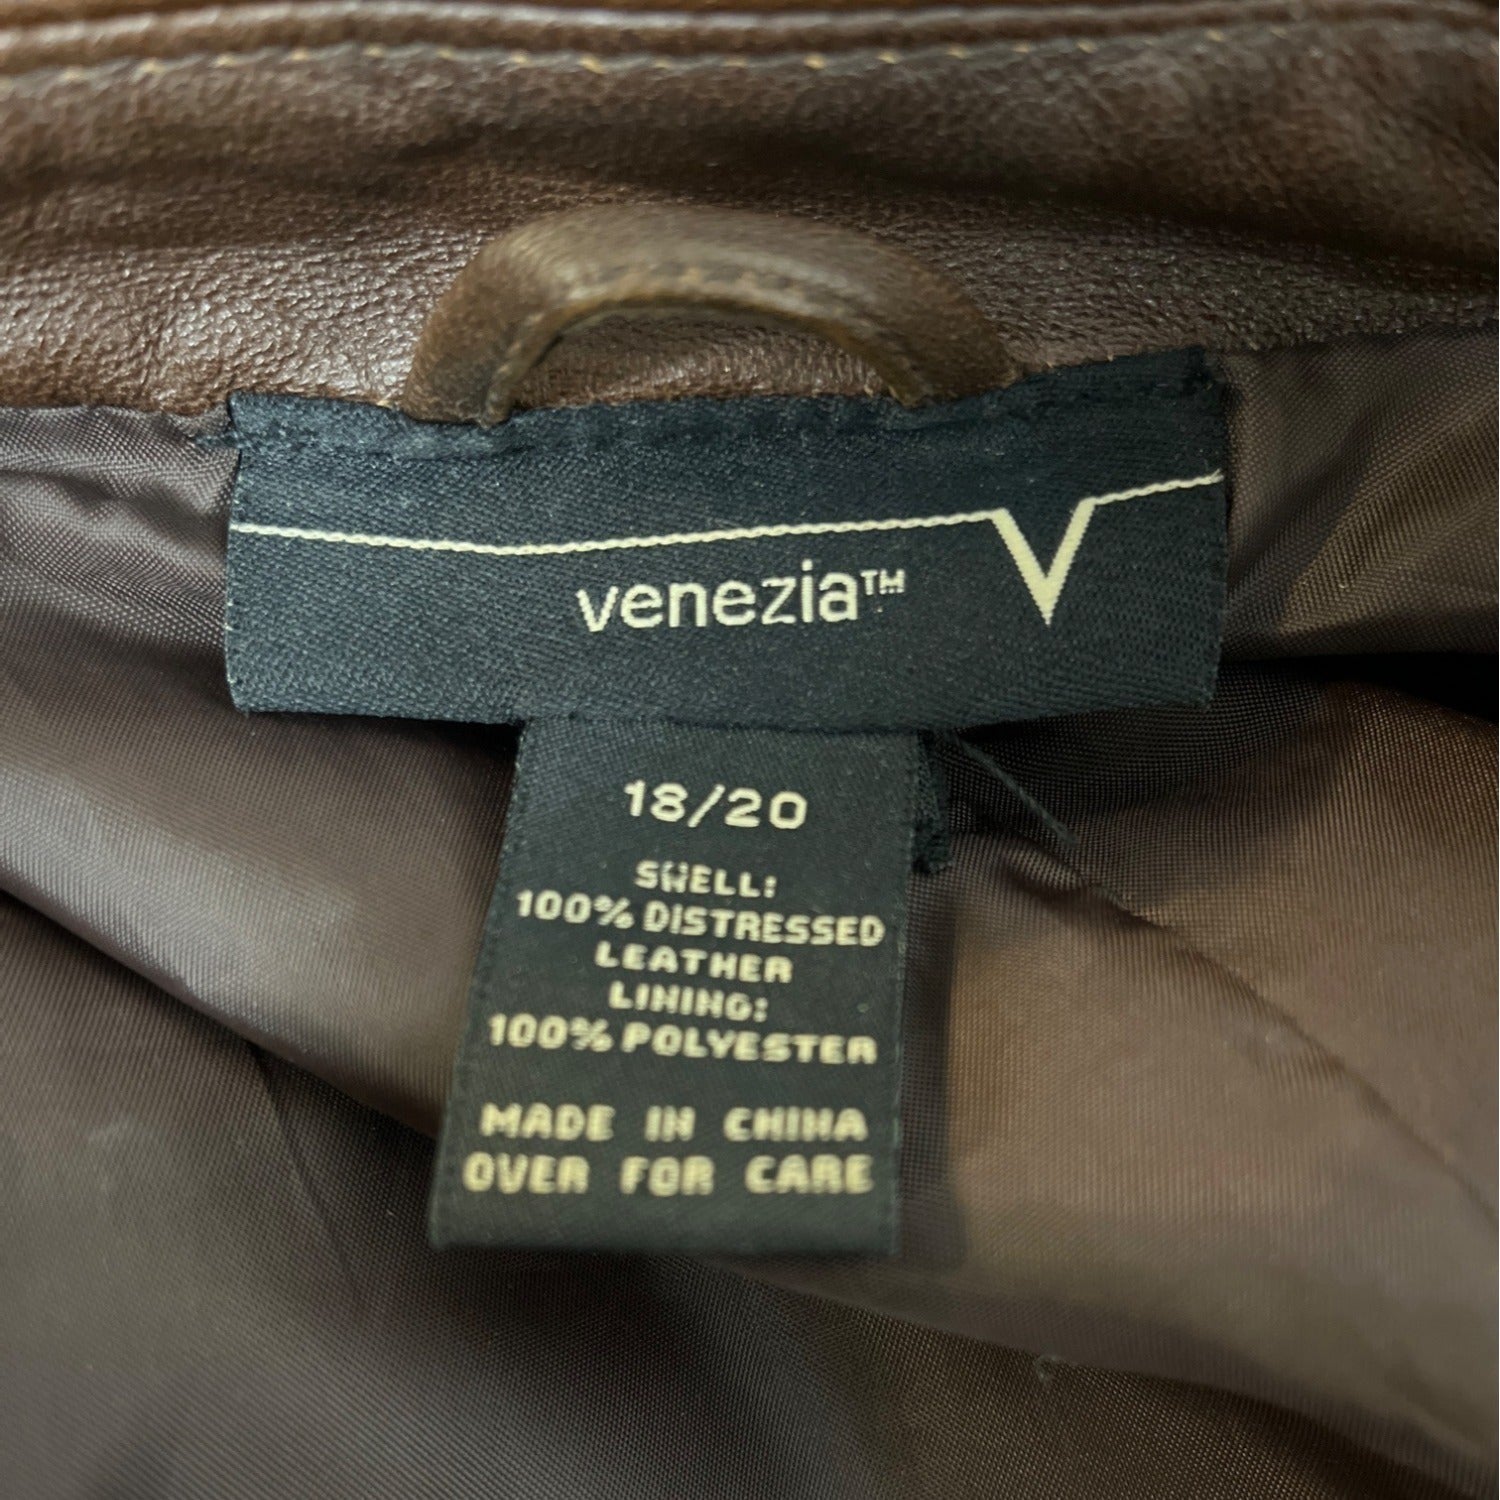 venezia™
18/20
SHELL:
100% DISTRESSED
LEATHER
LINING:
100% POLYESTER
MADE IN CHINA
OVER FOR CARE